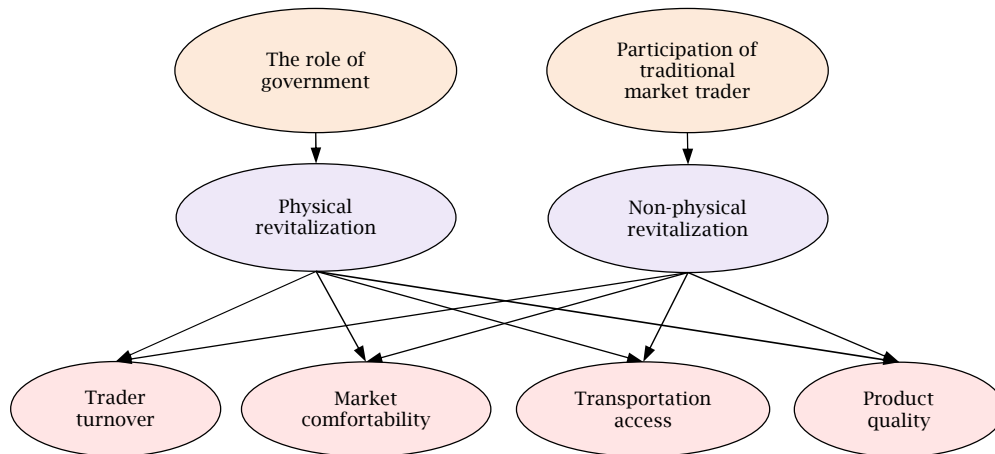 The role of
government
Participation of
traditional
market trader
Physical
revitalization
Non-physical
revitalization
Trader
turnover
Market
comfortability
Transportation
access
Product
quality